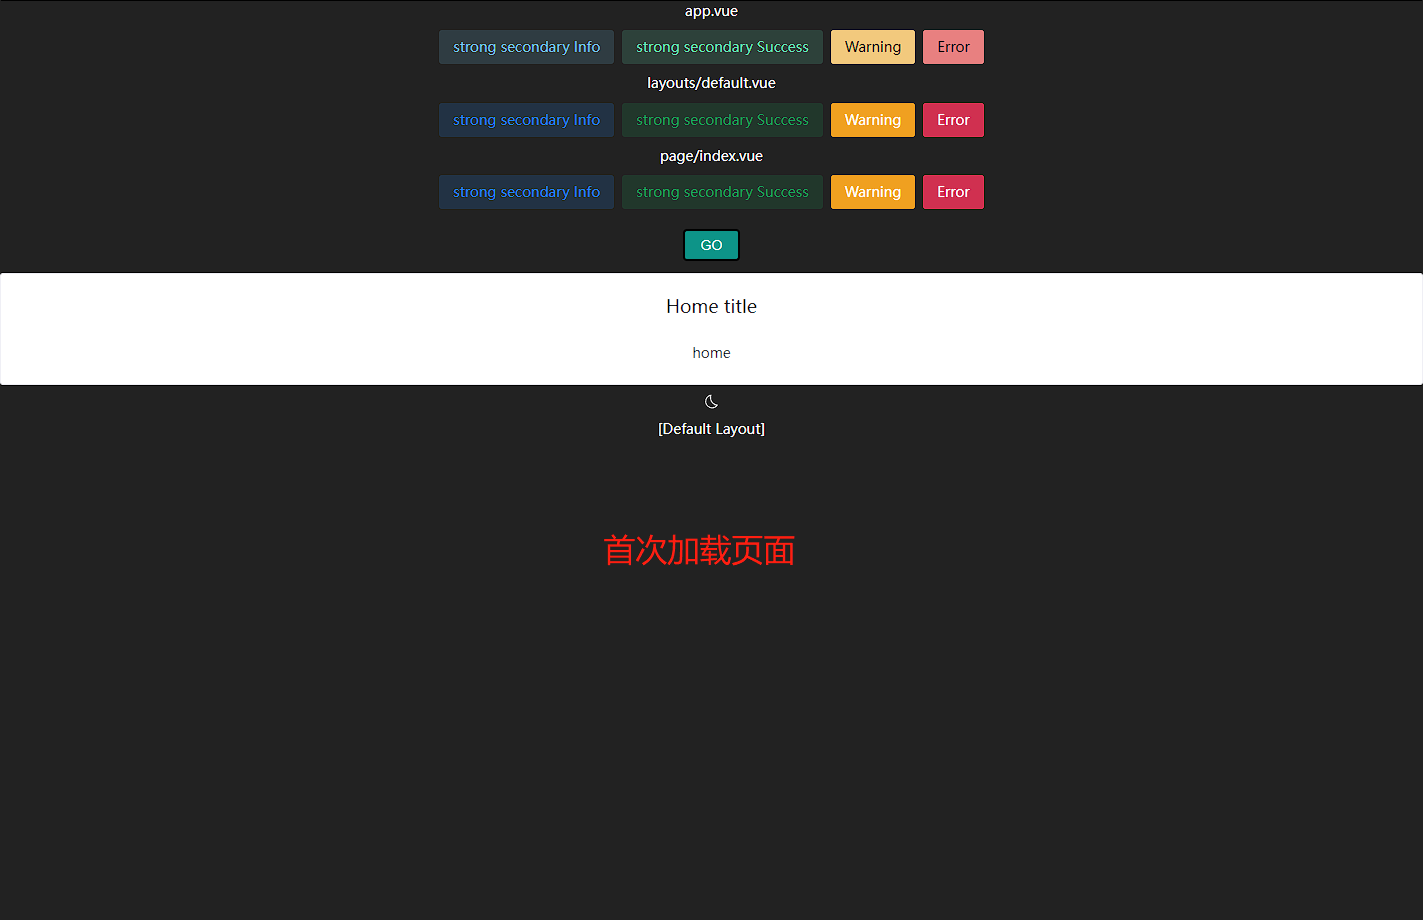 app.vue
strong secondary Info strong secondary Success Warning Error
layouts/default.vue
strong secondary Info strong secondary Success Warning Error
page/index.vue
strong secondary Info strong secondary Success Warning Error
GO
Home title
home
[Default Layout]
首次加载页面